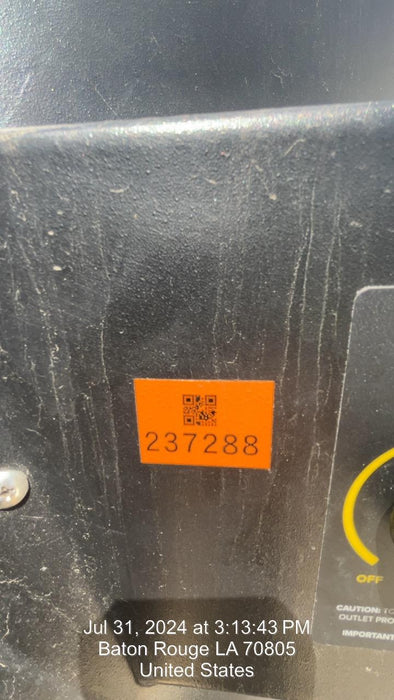 237288
OFF
CAUTION: TO
OUTLET PRO
IMPORTANT
Jul 31, 2024 at 3:13:43 PM
Baton Rouge LA 70805
United States